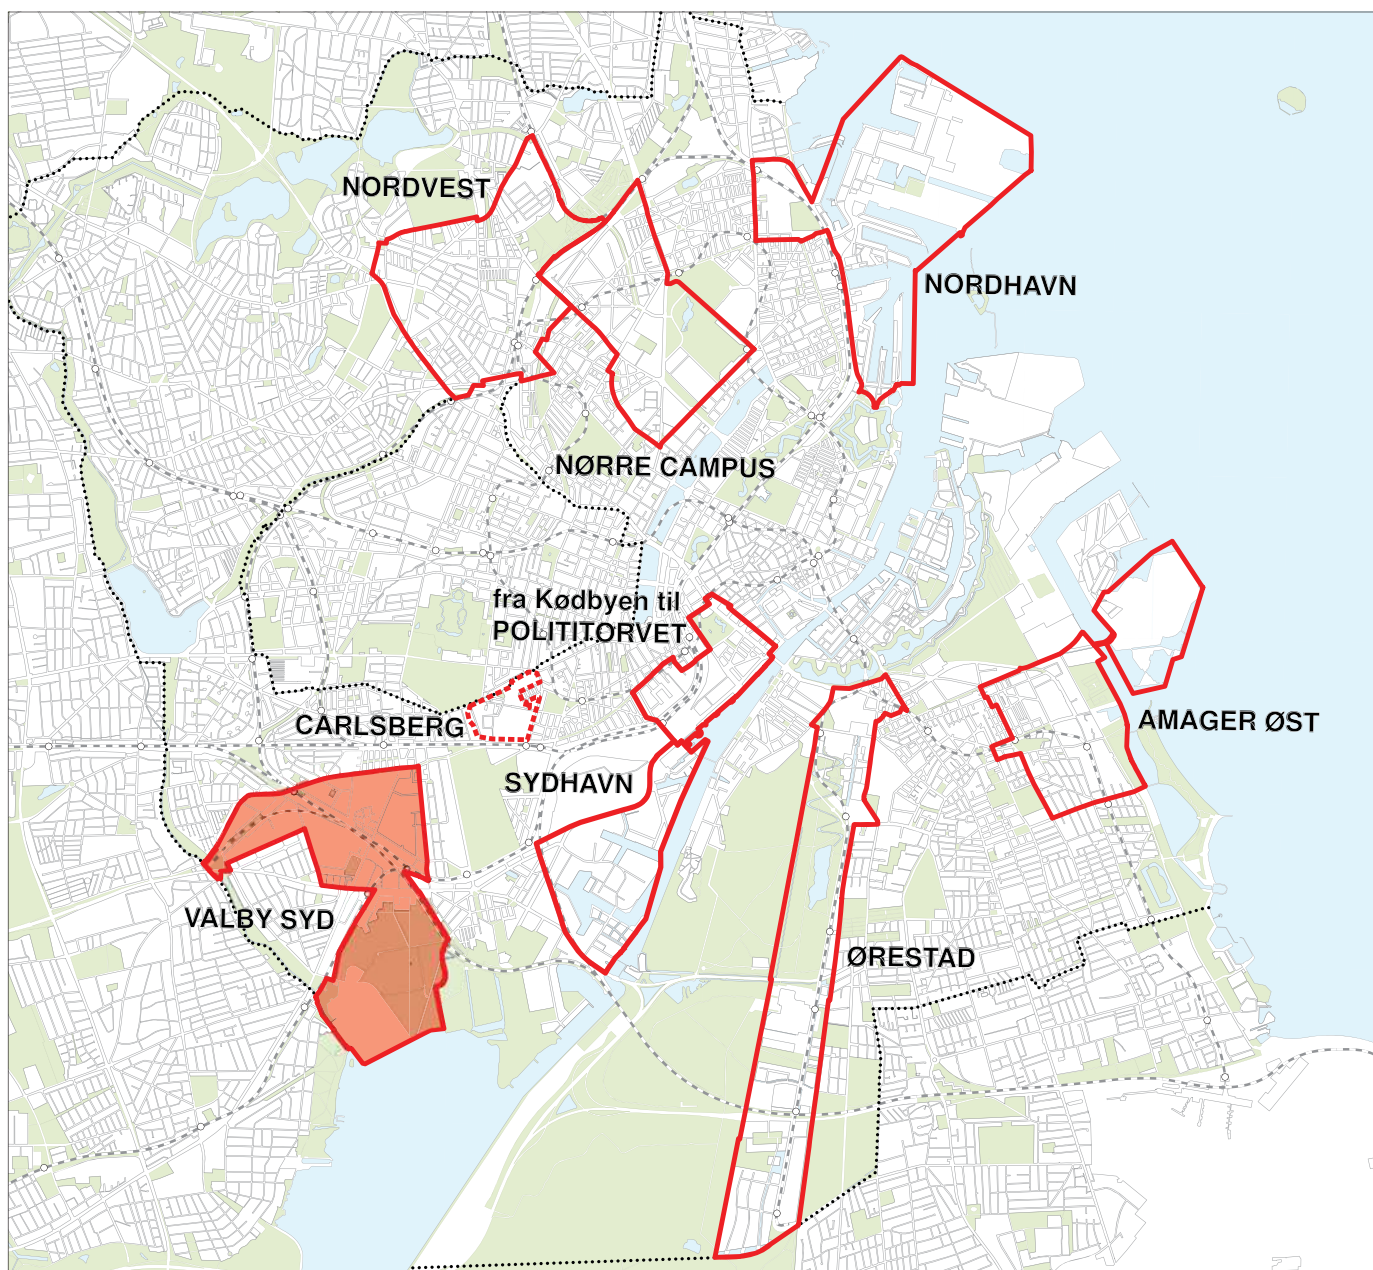 NORDVEST
NORDHAVN
NØRRE CAMPUS
fra Kødbyen til
POLITITORVET
CARLSBERG
AMAGER ØST
SYDHAVN
VALBY SYD
ØRESTAD